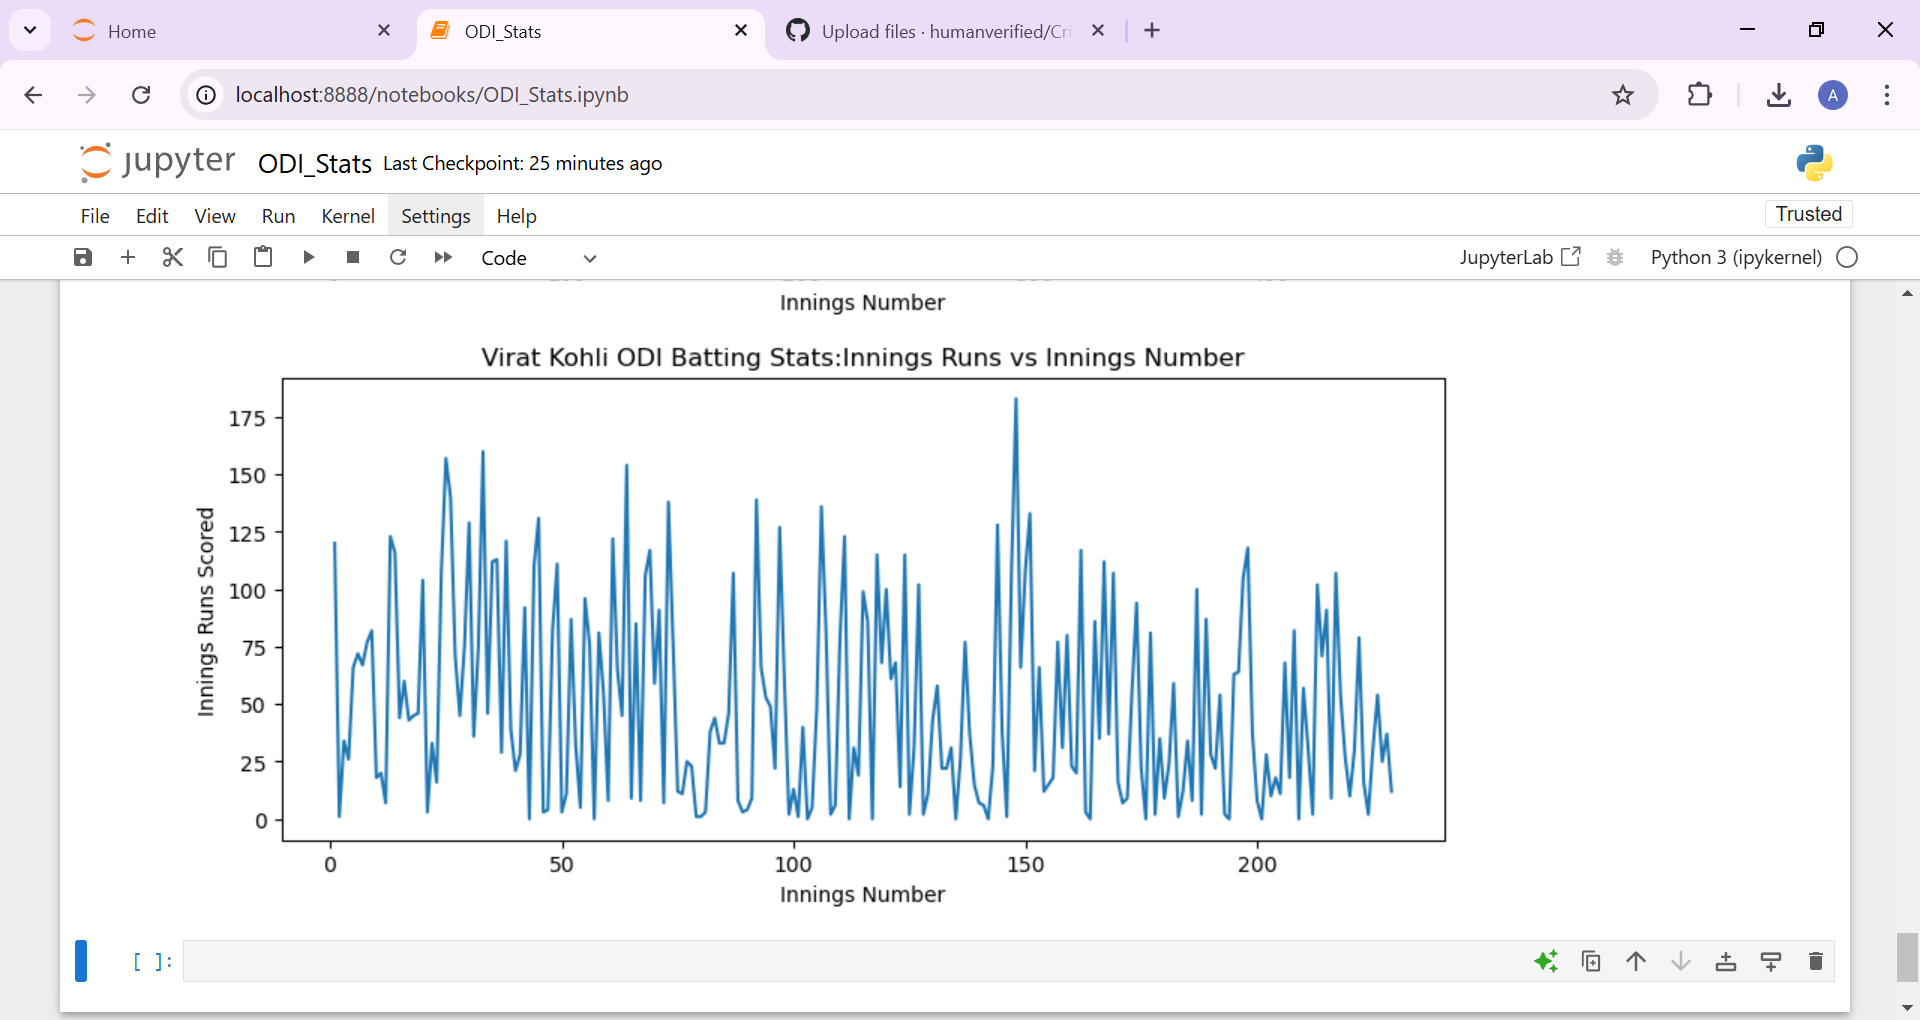 Home
ODI_Stats
Upload files · humanverified/Cri
localhost:8888/notebooks/ODI_Stats.ipynb
A
jupyter ODI_Stats Last Checkpoint: 25 minutes ago
File Edit View Run Kernel Settings Help
Trusted
Code
JupyterLab
Python 3 (ipykernel)
Innings Number
Virat Kohli ODI Batting Stats:Innings Runs vs Innings Number
Innings Runs Scored
175
150
125
100
75
50
25
0
0 50 100 150 200
Innings Number
[ ]: